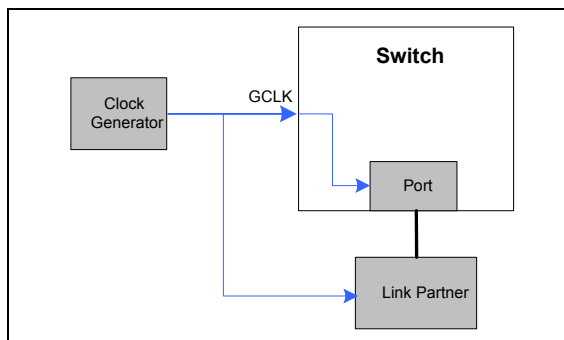 Switch
Clock
Generator
GCLK
Port
Link Partner